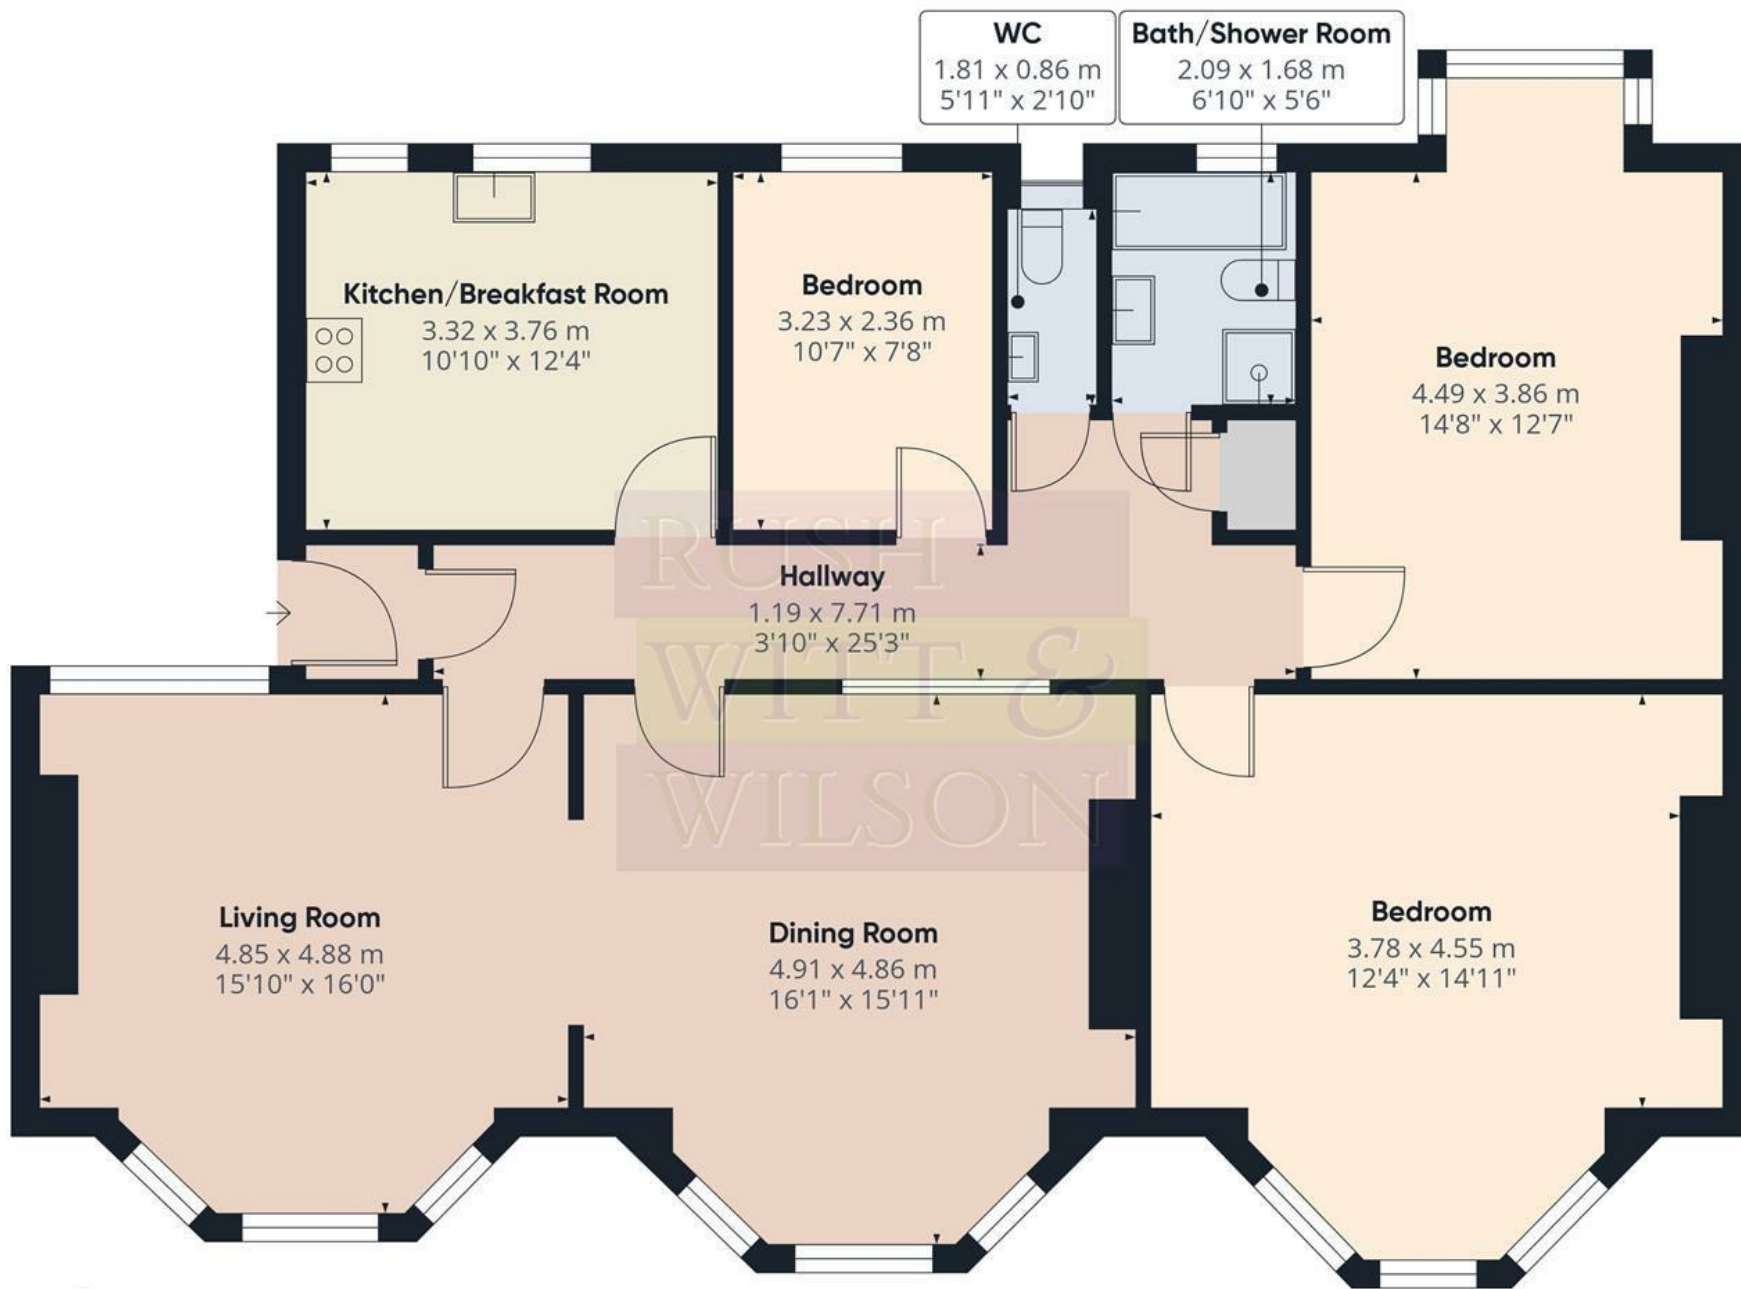 WC
1.81 x 0.86 m
5'11" x 2'10"
Bath/Shower Room
2.09 x 1.68 m
6'10" x 5'6"
Kitchen/Breakfast Room
3.32 x 3.76 m
10'10" x 12'4"
Bedroom
3.23 x 2.36 m
10'7" x 7'8"
Bedroom
4.49 x 3.86 m
14'8" x 12'7"
Hallway
1.19 x 7.71 m
3'10" x 25'3"
RUSH
WITT &
WILSON
Living Room
4.85 x 4.88 m
15'10" x 16'0"
Dining Room
4.91 x 4.86 m
16'1" x 15'11"
Bedroom
3.78 x 4.55 m
12'4" x 14'11"